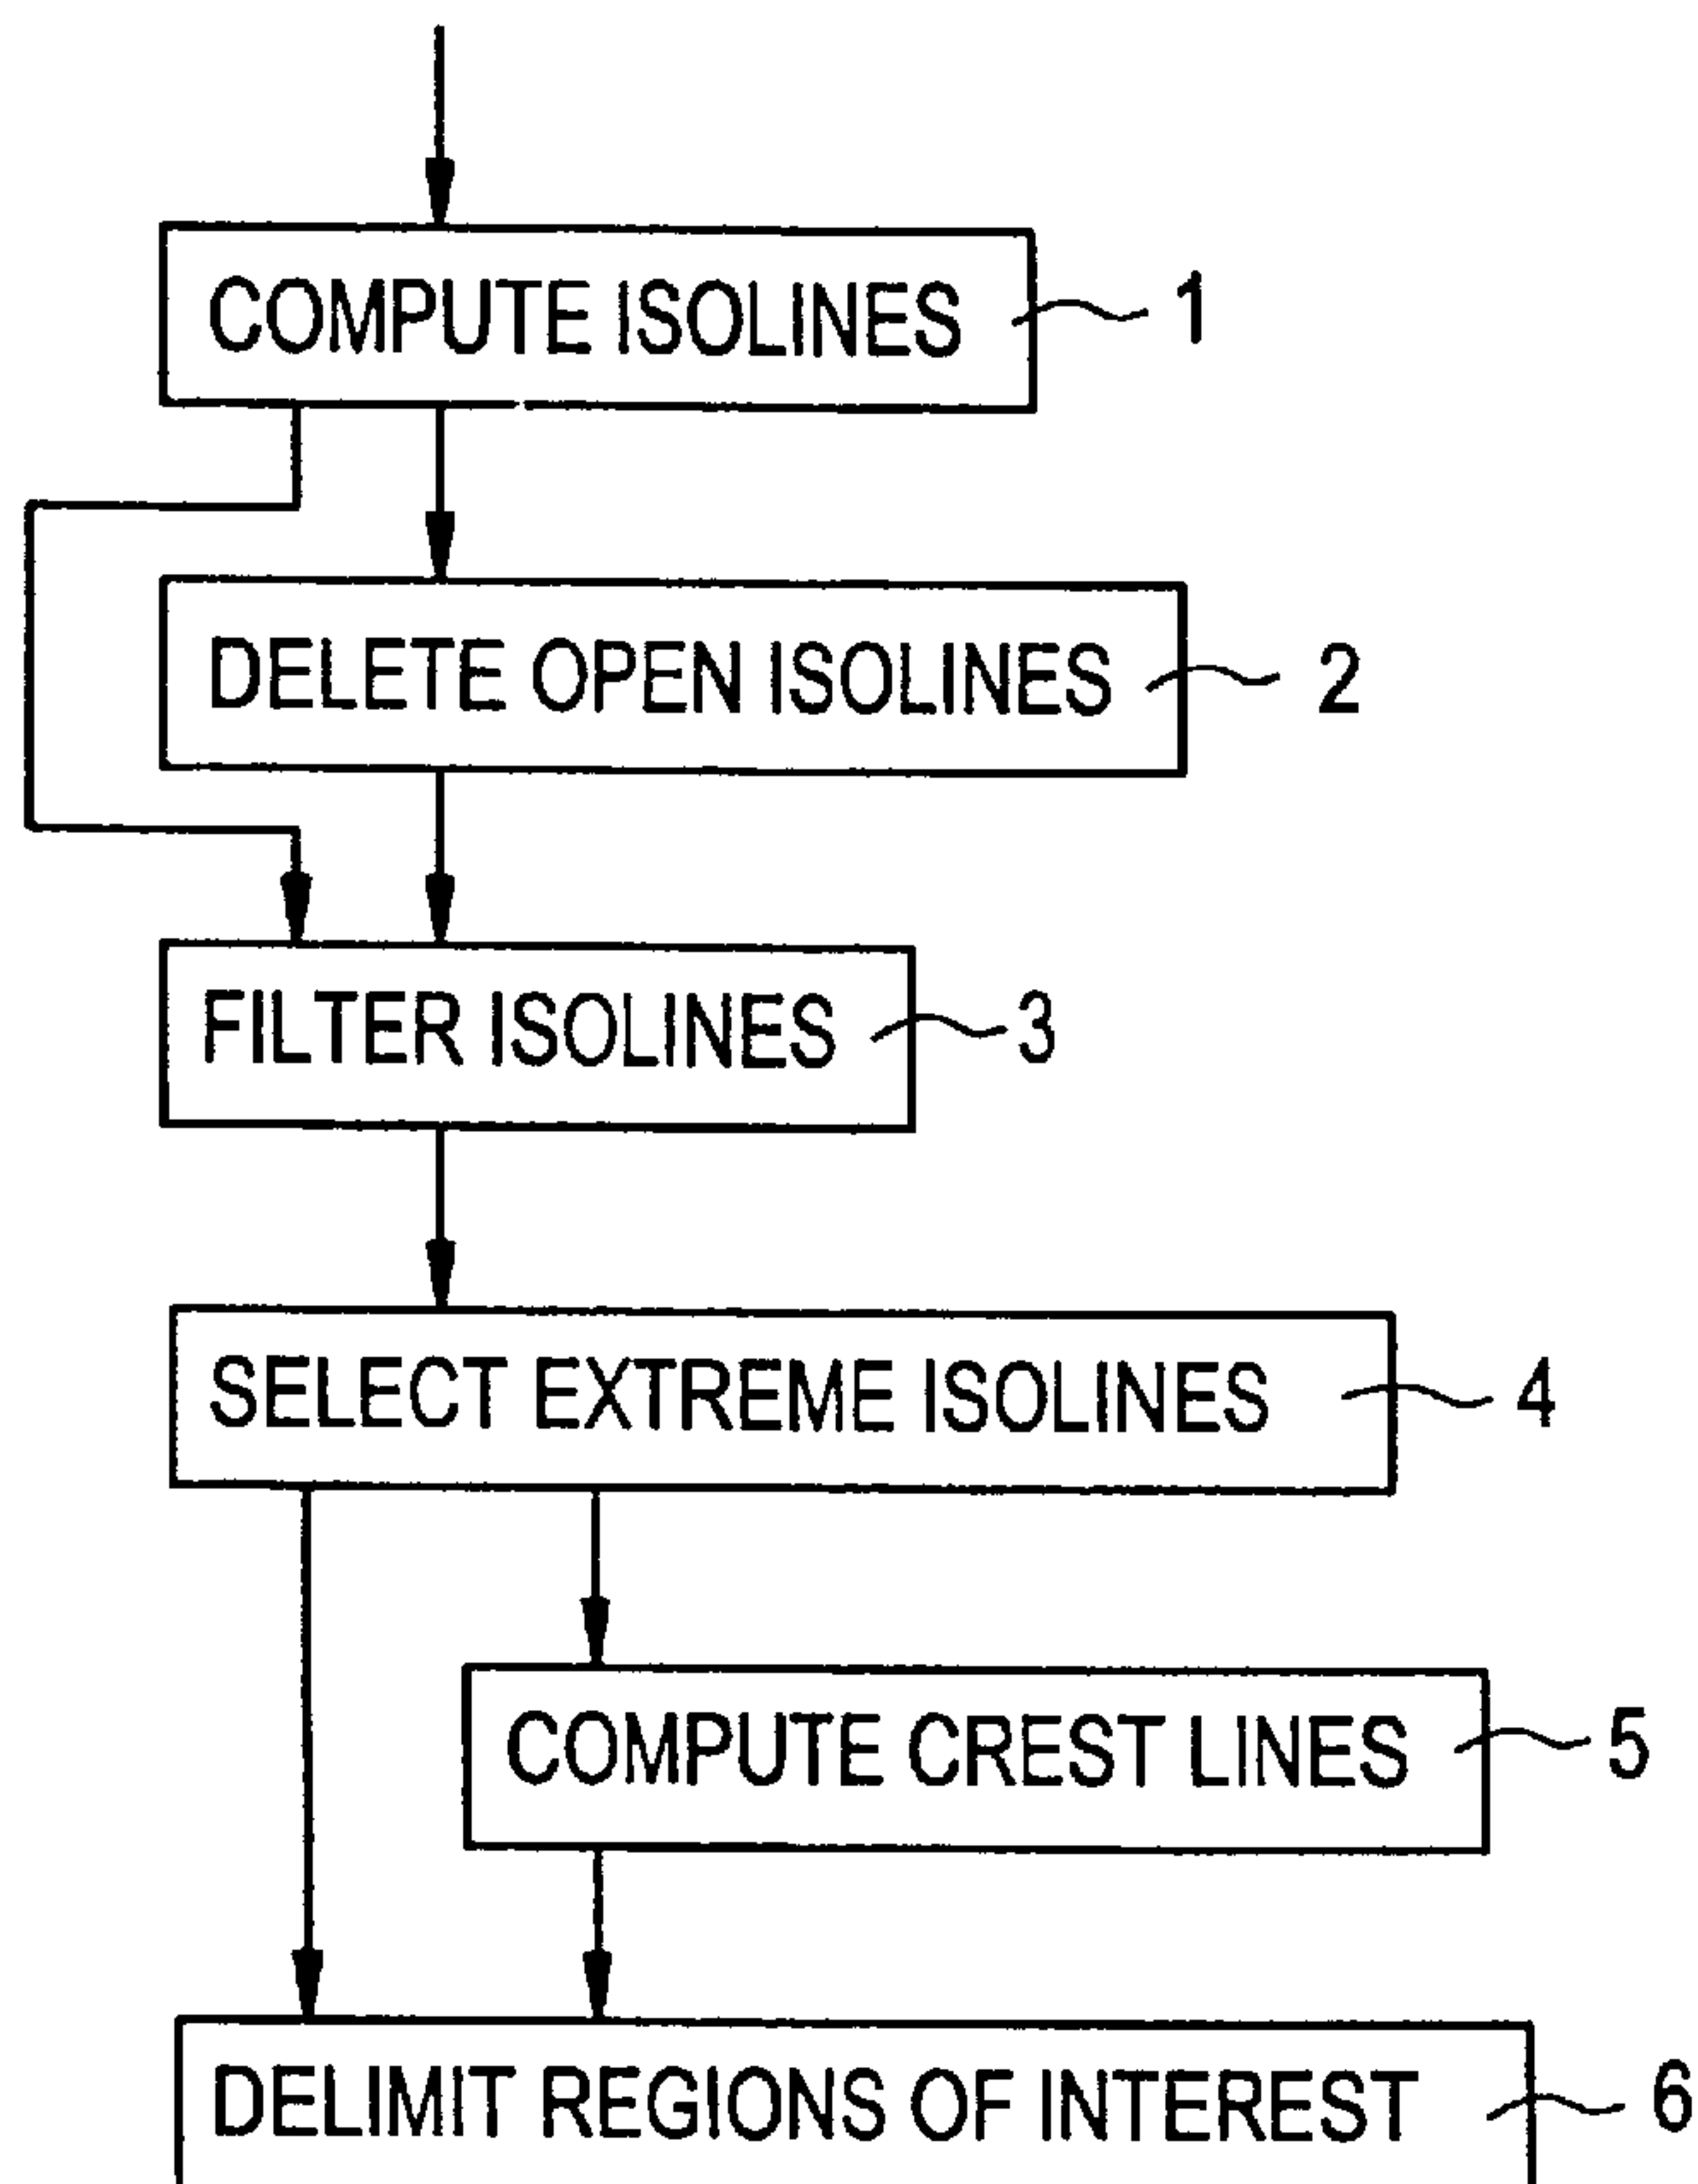 COMPUTE ISOLINES 1
DELETE OPEN ISOLINES 2
FILTER ISOLINES 3
SELECT EXTREME ISOLINES 4
COMPUTE CREST LINES 5
DELIMIT REGIONS OF INTEREST 6